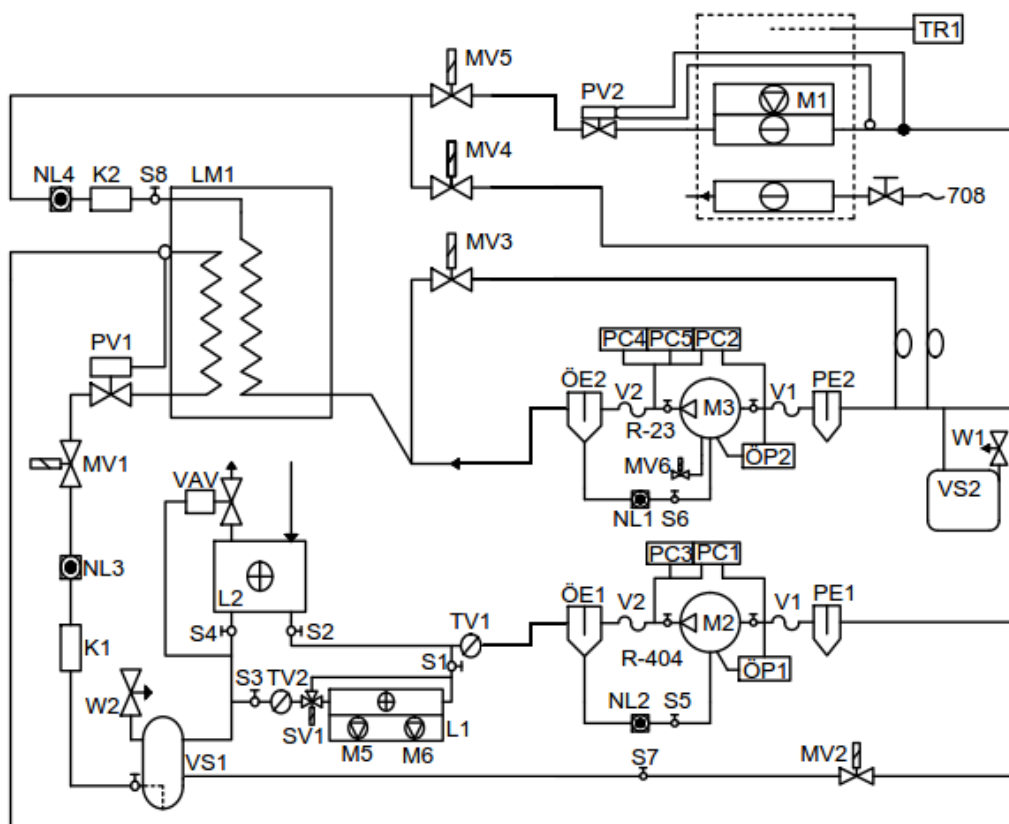 MV5
TR1
PV2
M1
MV4
NL4
K2
S8
LM1
708
MV3
PV1
PC4
PC5
PC2
ÖE2
V2
M3
V1
PE2
R-23
W1
MV1
VAV
MV6
ÖP2
VS2
NL1
S6
NL3
PC3
PC1
L2
ÖE1
V2
M2
V1
PE1
TV1
S4
S2
K1
R-404
S1
ÖP1
S3
TV2
W2
NL2
S5
SV1
L1
M5
M6
VS1
S7
MV2